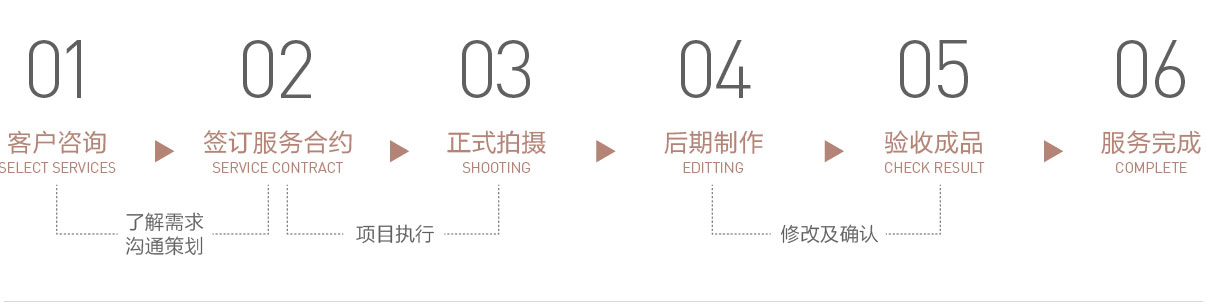 01
02
03
04
05
06
客户咨询
签订服务合约
正式拍摄
后期制作
验收成品
服务完成
SELECT SERVICES
SERVICE CONTRACT
SHOOTING
EDITTING
CHECK RESULT
COMPLETE
了解需求
沟通策划
项目执行
修改及确认